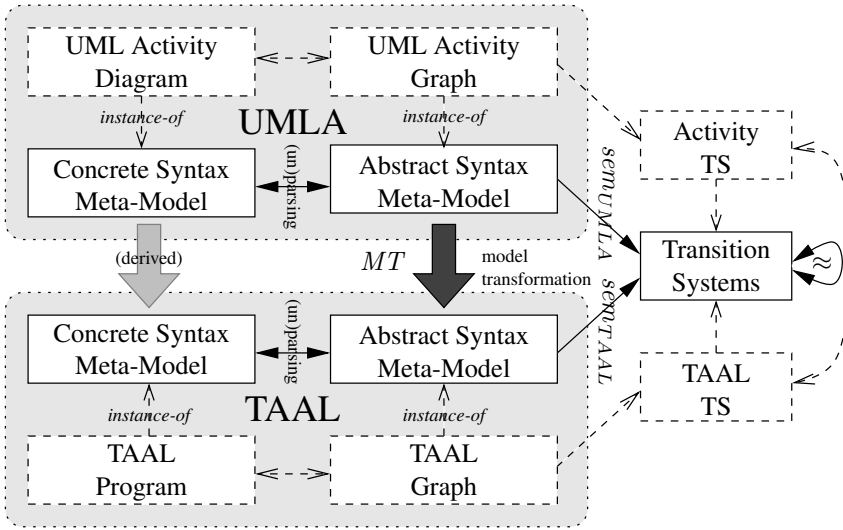 UML Activity
Diagram
UML Activity
Graph
instance-of
UMLA
instance-of
Activity
TS
Concrete Syntax
Meta-Model
(un)parsing
Abstract Syntax
Meta-Model
sem_UMLA
(derived)
MT
model
transformation
Transition
Systems
≈
Concrete Syntax
Meta-Model
(un)parsing
Abstract Syntax
Meta-Model
sem_TAAL
instance-of
TAAL
instance-of
TAAL
TS
TAAL
Program
TAAL
Graph